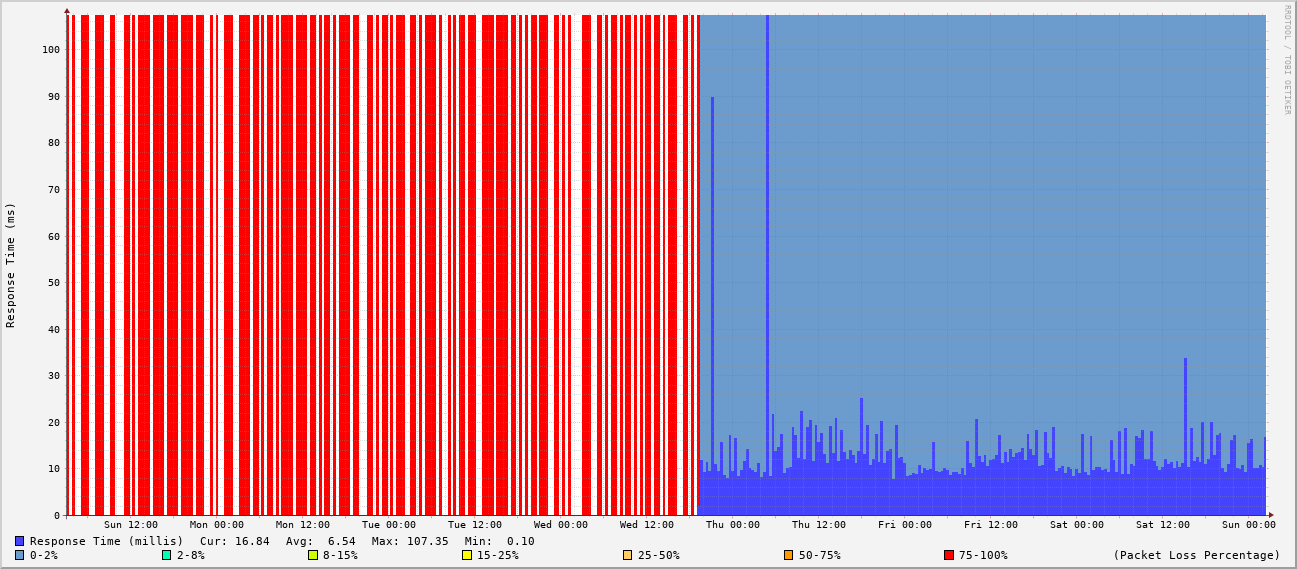 RRDTOOL / TOBI OETIKER
Response Time (ms)
100
90
80
70
60
50
40
30
20
10
0
Sun 12:00 Mon 00:00 Mon 12:00 Tue 00:00 Tue 12:00 Wed 00:00 Wed 12:00 Thu 00:00 Thu 12:00 Fri 00:00 Fri 12:00 Sat 00:00 Sat 12:00 Sun 00:00
Response Time (millis) Cur: 16.84 Avg: 6.54 Max: 107.35 Min: 0.10
0-2% 2-8% 8-15% 15-25% 25-50% 50-75% 75-100% (Packet Loss Percentage)